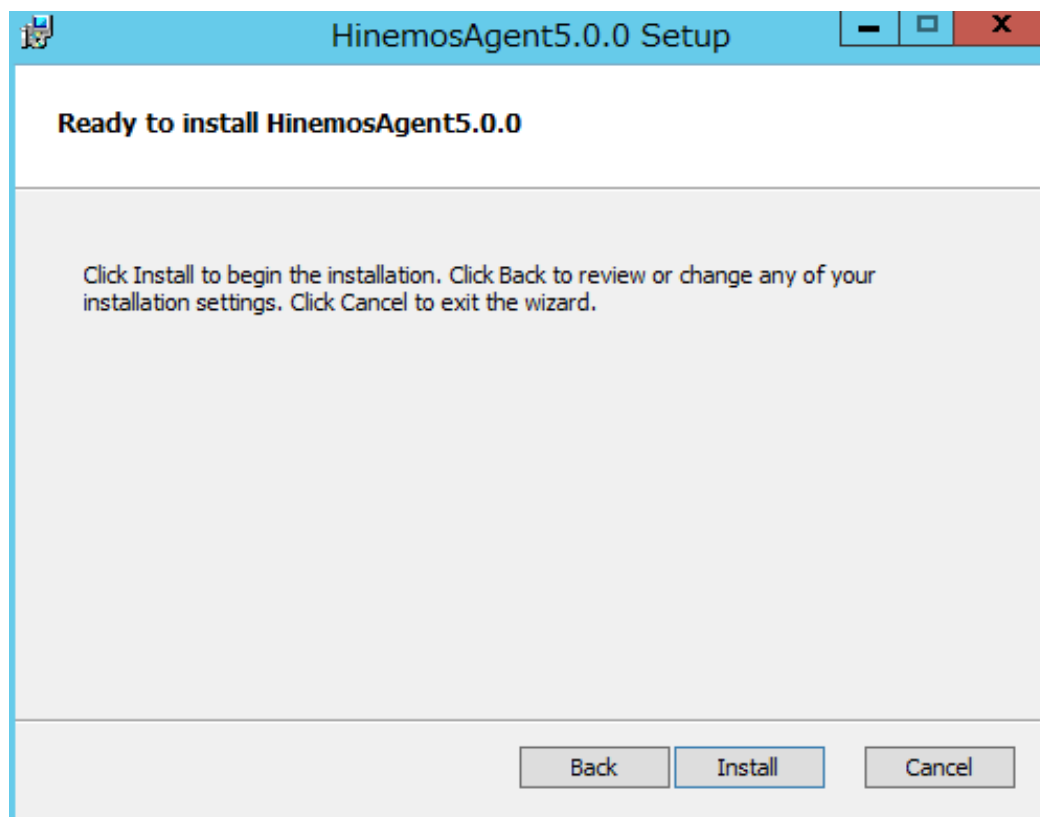 HinemosAgent5.0.0 Setup
Ready to install HinemosAgent5.0.0
Click Install to begin the installation. Click Back to review or change any of your
installation settings. Click Cancel to exit the wizard.
Back Install Cancel